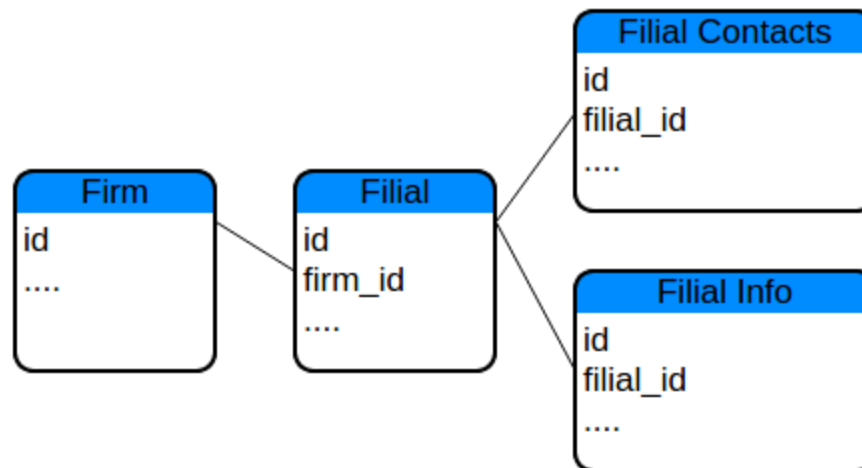 Firm
id
....
Filial
id
firm_id
....
Filial Contacts
id
filial_id
....
Filial Info
id
filial_id
....